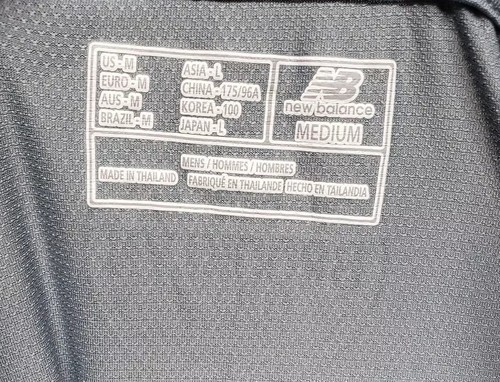 US - M
EURO - M
AUS - M
BRAZIL - M
ASIA - L
CHINA - 175/96A
KOREA - 100
JAPAN - L
NB
new balance
MEDIUM
MENS / HOMMES / HOMBRES
MADE IN THAILAND
FABRIQUÉ EN THAILANDE
HECHO EN TAILANDIA